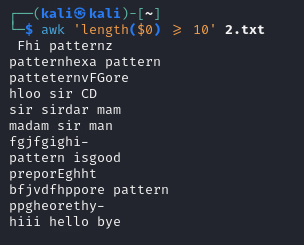 ┌──(kali㉿kali)-[~]
└─$ awk 'length($0) >= 10' 2.txt
 Fhi patternz
patternhexa pattern
patteternvFGore
hloo sir CD
sir sirdar mam
madam sir man
fgjfgighi-
pattern isgood
preporEghht
bfjvdfhppore pattern
ppgheorethy-
hiii hello bye